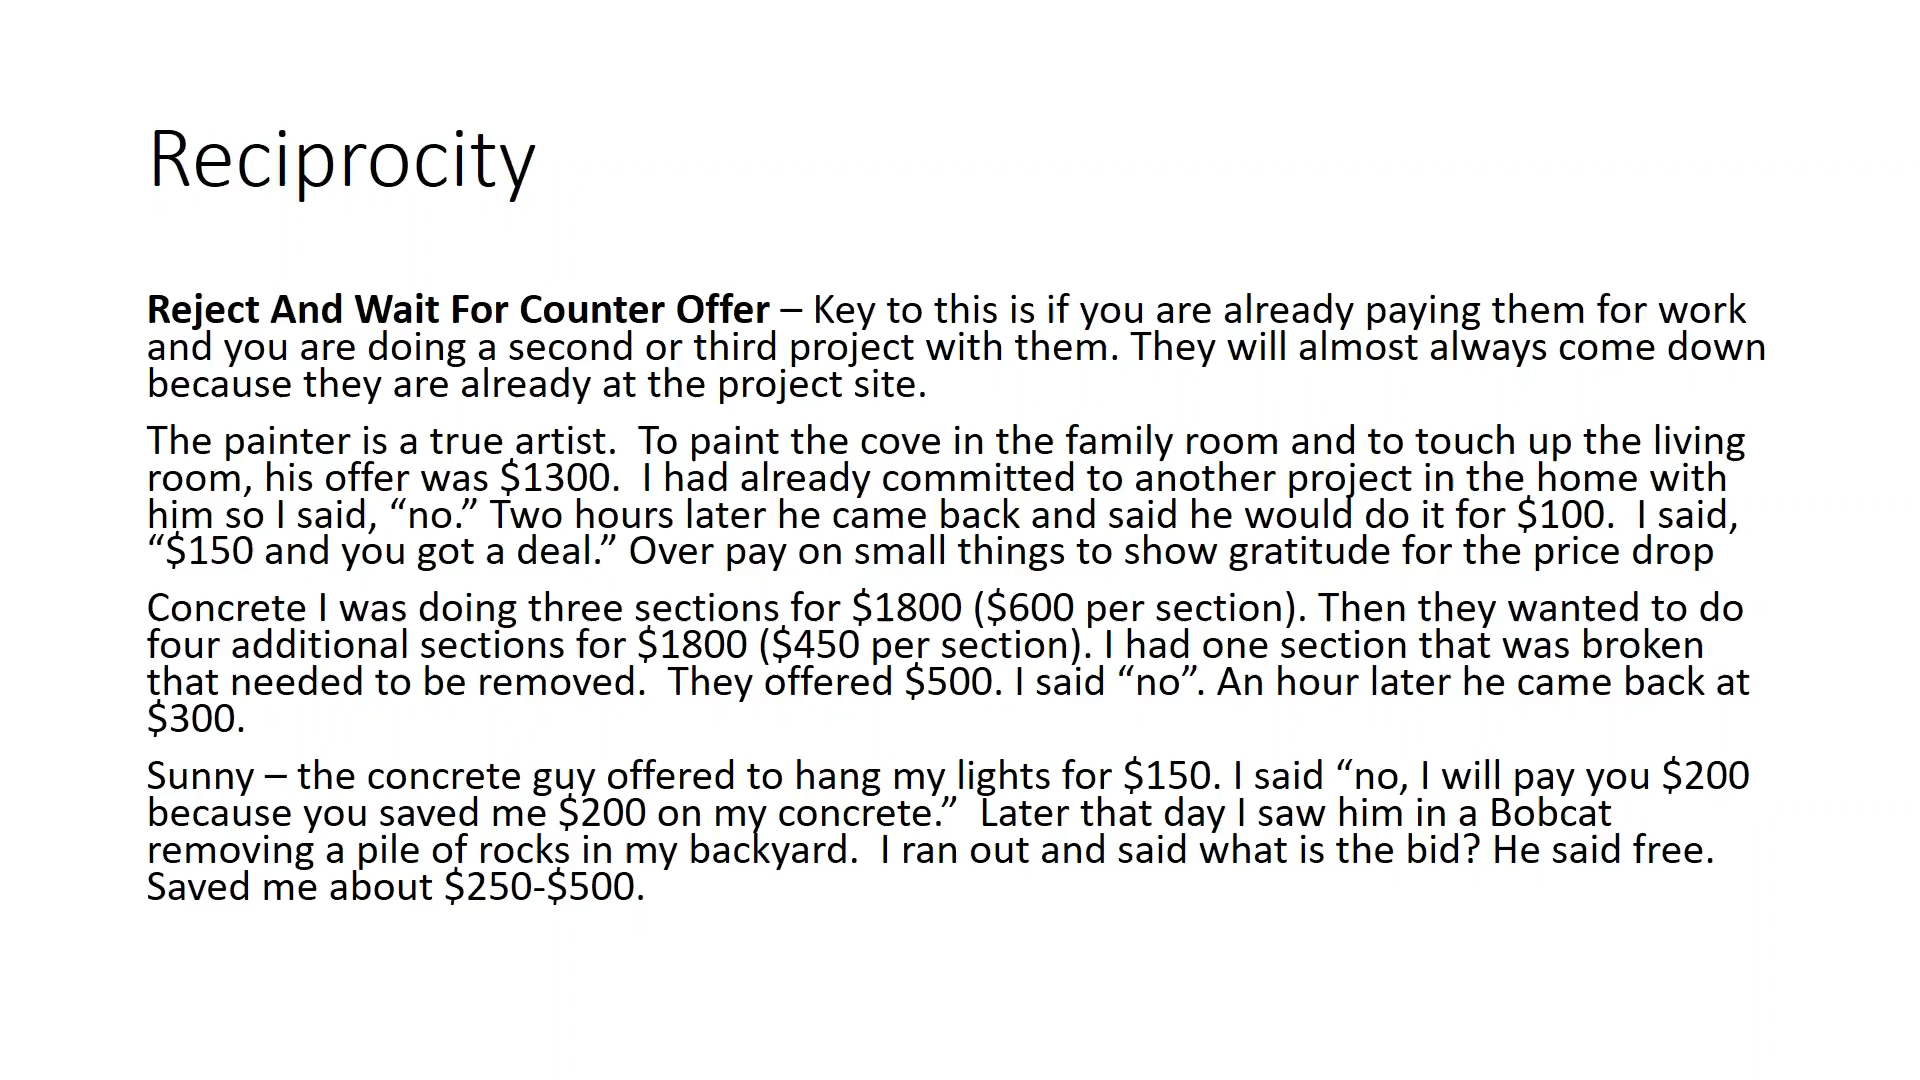 Reciprocity
Reject And Wait For Counter Offer – Key to this is if you are already paying them for work
and you are doing a second or third project with them. They will almost always come down
because they are already at the project site.
The painter is a true artist.  To paint the cove in the family room and to touch up the living
room, his offer was $1300.  I had already committed to another project in the home with
him so I said, “no.” Two hours later he came back and said he would do it for $100.  I said,
“$150 and you got a deal.” Over pay on small things to show gratitude for the price drop
Concrete I was doing three sections for $1800 ($600 per section). Then they wanted to do
four additional sections for $1800 ($450 per section). I had one section that was broken
that needed to be removed.  They offered $500. I said “no”. An hour later he came back at
$300.
Sunny – the concrete guy offered to hang my lights for $150. I said “no, I will pay you $200
because you saved me $200 on my concrete.”  Later that day I saw him in a Bobcat
removing a pile of rocks in my backyard.  I ran out and said what is the bid? He said free.
Saved me about $250-$500.